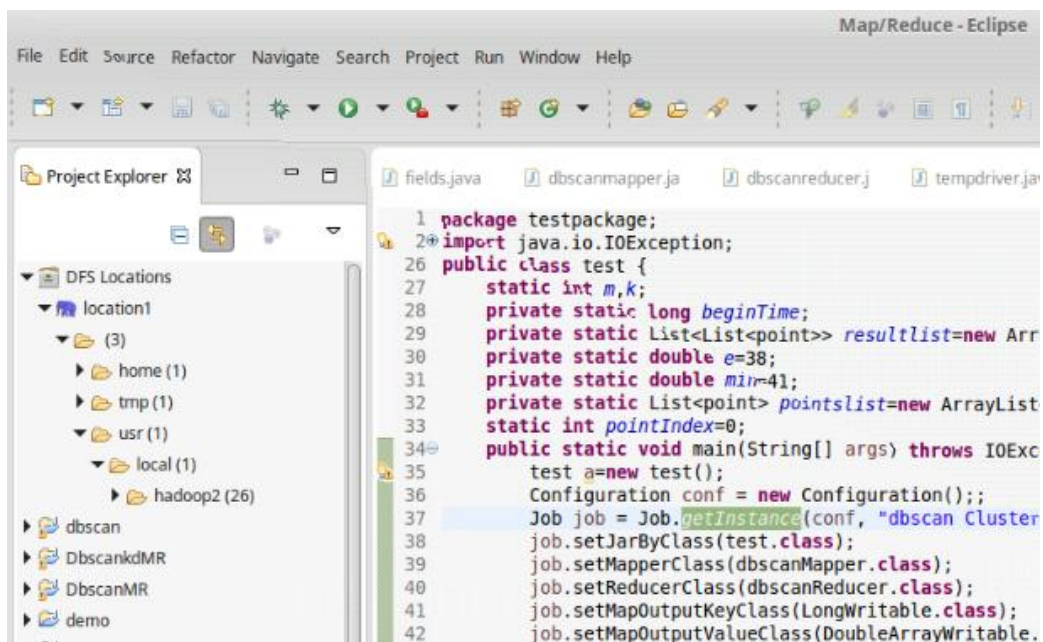 Map/Reduce - Eclipse
File Edit Source Refactor Navigate Search Project Run Window Help
Project Explorer
DFS Locations
location1
(3)
home (1)
tmp (1)
usr (1)
local (1)
hadoop2 (26)
dbscan
DbscankdMR
DbscanMR
demo
fields.java dbscanmapper.ja dbscanreducer.j tempdriver.jav
1 package testpackage;
2 import java.io.IOException;
26 public class test {
27 static int m,k;
28 private static long beginTime;
29 private static List<List<point>> resultlist=new Arr
30 private static double e=38;
31 private static double min=41;
32 private static List<point> pointslist=new ArrayList
33 static int pointIndex=0;
34 public static void main(String[] args) throws IOExc
35 test a=new test();
36 Configuration conf = new Configuration();;
37 Job job = Job.getInstance(conf, "dbscan Cluster
38 job.setJarByClass(test.class);
39 job.setMapperClass(dbscanMapper.class);
40 job.setReducerClass(dbscanReducer.class);
41 job.setMapOutputKeyClass(LongWritable.class);
42 job.setMapOutputValueClass(DoubleArrayWritable.